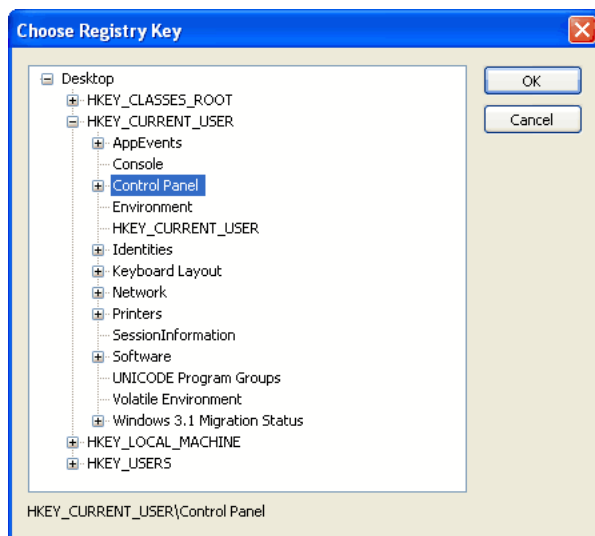 Choose Registry Key
Desktop
OK
HKEY_CLASSES_ROOT
HKEY_CURRENT_USER
Cancel
AppEvents
Console
Control Panel
Environment
HKEY_CURRENT_USER
Identities
Keyboard Layout
Network
Printers
SessionInformation
Software
UNICODE Program Groups
Volatile Environment
Windows 3.1 Migration Status
HKEY_LOCAL_MACHINE
HKEY_USERS
HKEY_CURRENT_USER\Control Panel